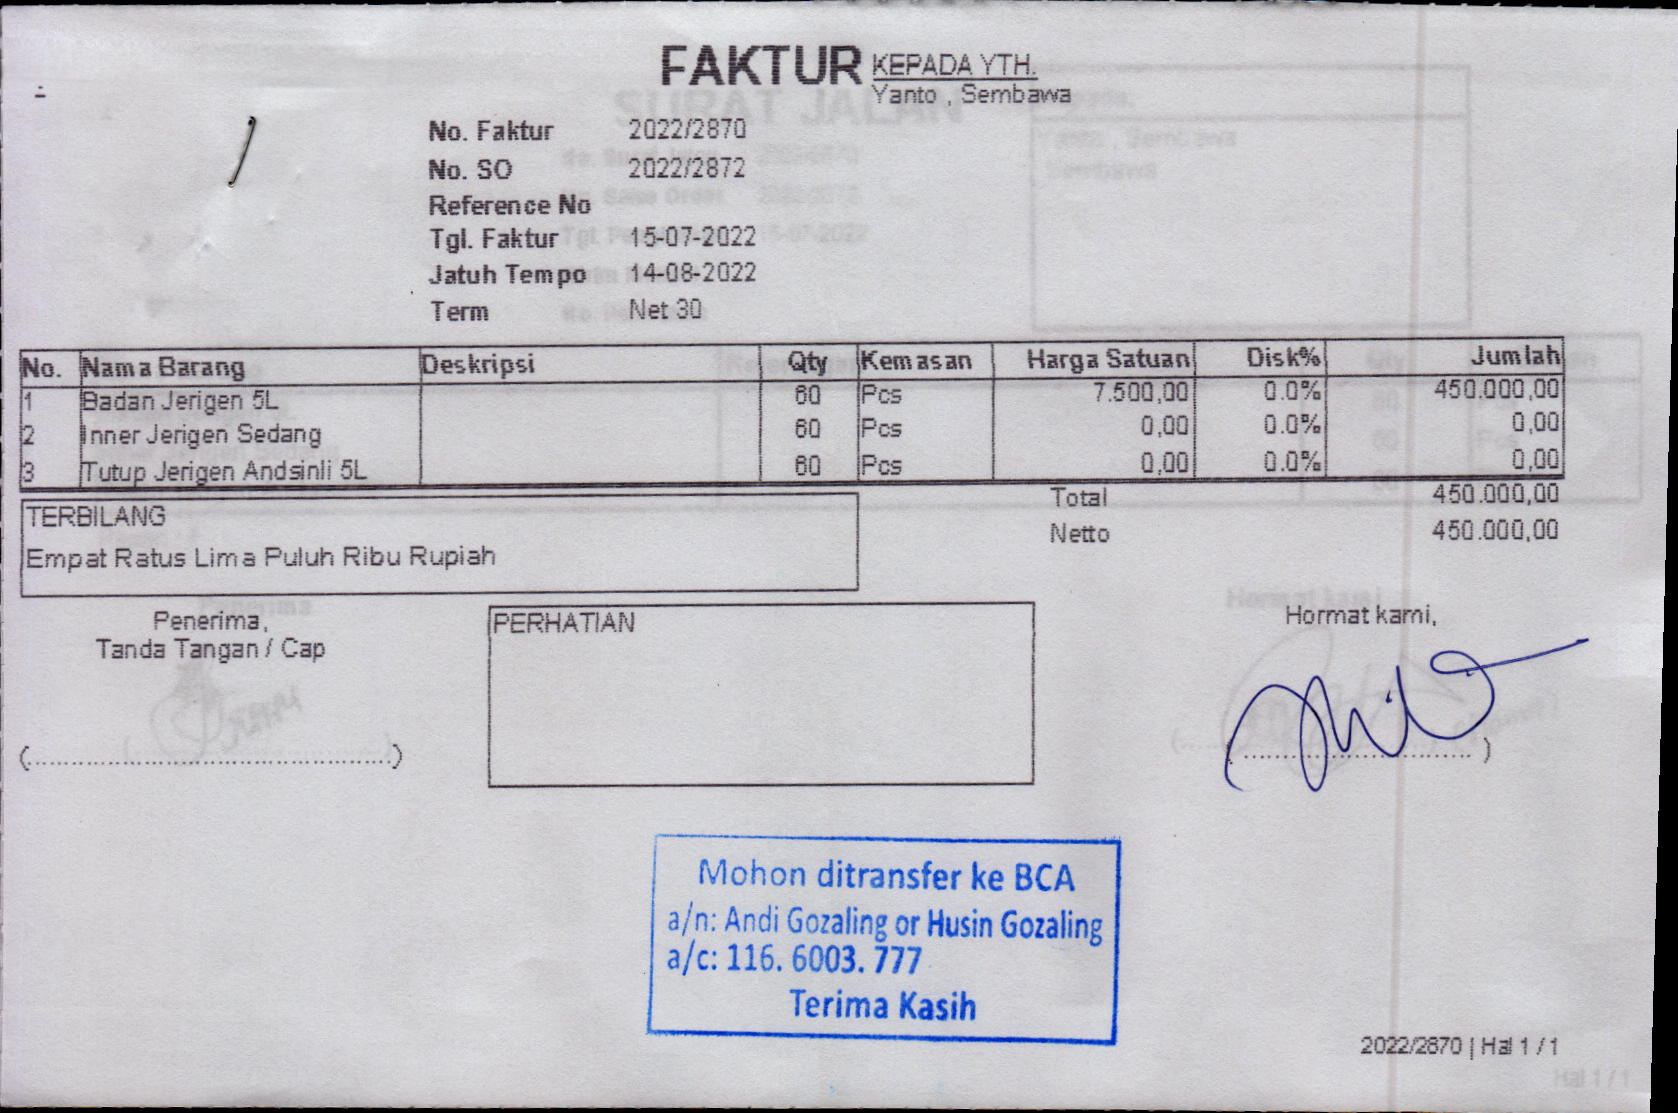 FAKTUR
KEPADA YTH.
Yanto , Sembawa
No. Faktur 2022/2870
No. SO 2022/2872
Reference No
Tgl. Faktur 15-07-2022
Jatuh Tempo 14-08-2022
Term Net 30
No. Nama Barang Deskripsi Qty Kemasan Harga Satuan Disk% Jumlah
1 Badan Jerigen 5L 60 Pcs 7.500,00 0.0% 450.000,00
2 Inner Jerigen Sedang 60 Pcs 0,00 0.0% 0,00
3 Tutup Jerigen Andsinli 5L 60 Pcs 0,00 0.0% 0,00
Total 450.000,00
Netto 450.000,00
TERBILANG
Empat Ratus Lima Puluh Ribu Rupiah
Penerima,
Tanda Tangan / Cap
(..........................................)
PERHATIAN
Hormat kami,
(..............................)
Mohon ditransfer ke BCA
a/n: Andi Gozaling or Husin Gozaling
a/c: 116. 6003. 777
Terima Kasih
2022/2870 | Hal 1 / 1